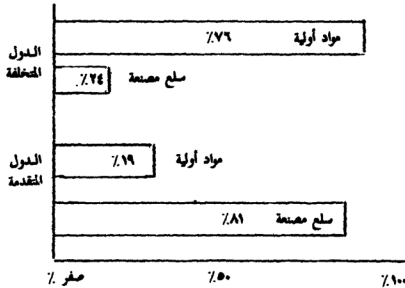 الدول
المتخلفة
مواد أولية ٧٦٪
٢٤٪ سلع مصنعة
الدول
المتقدمة
١٩٪ مواد أولية
سلع مصنعة ٨١٪
صفر ٪ ٥٠٪ ١٠٠٪